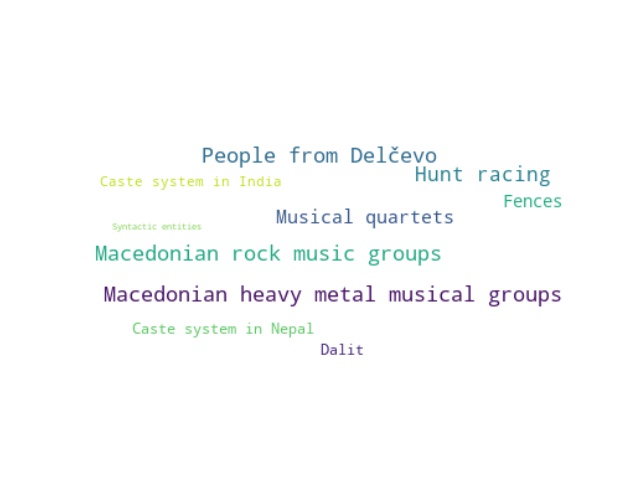 People from Delčevo
Hunt racing
Caste system in India
Fences
Musical quartets
Syntactic entities
Macedonian rock music groups
Macedonian heavy metal musical groups
Caste system in Nepal
Dalit